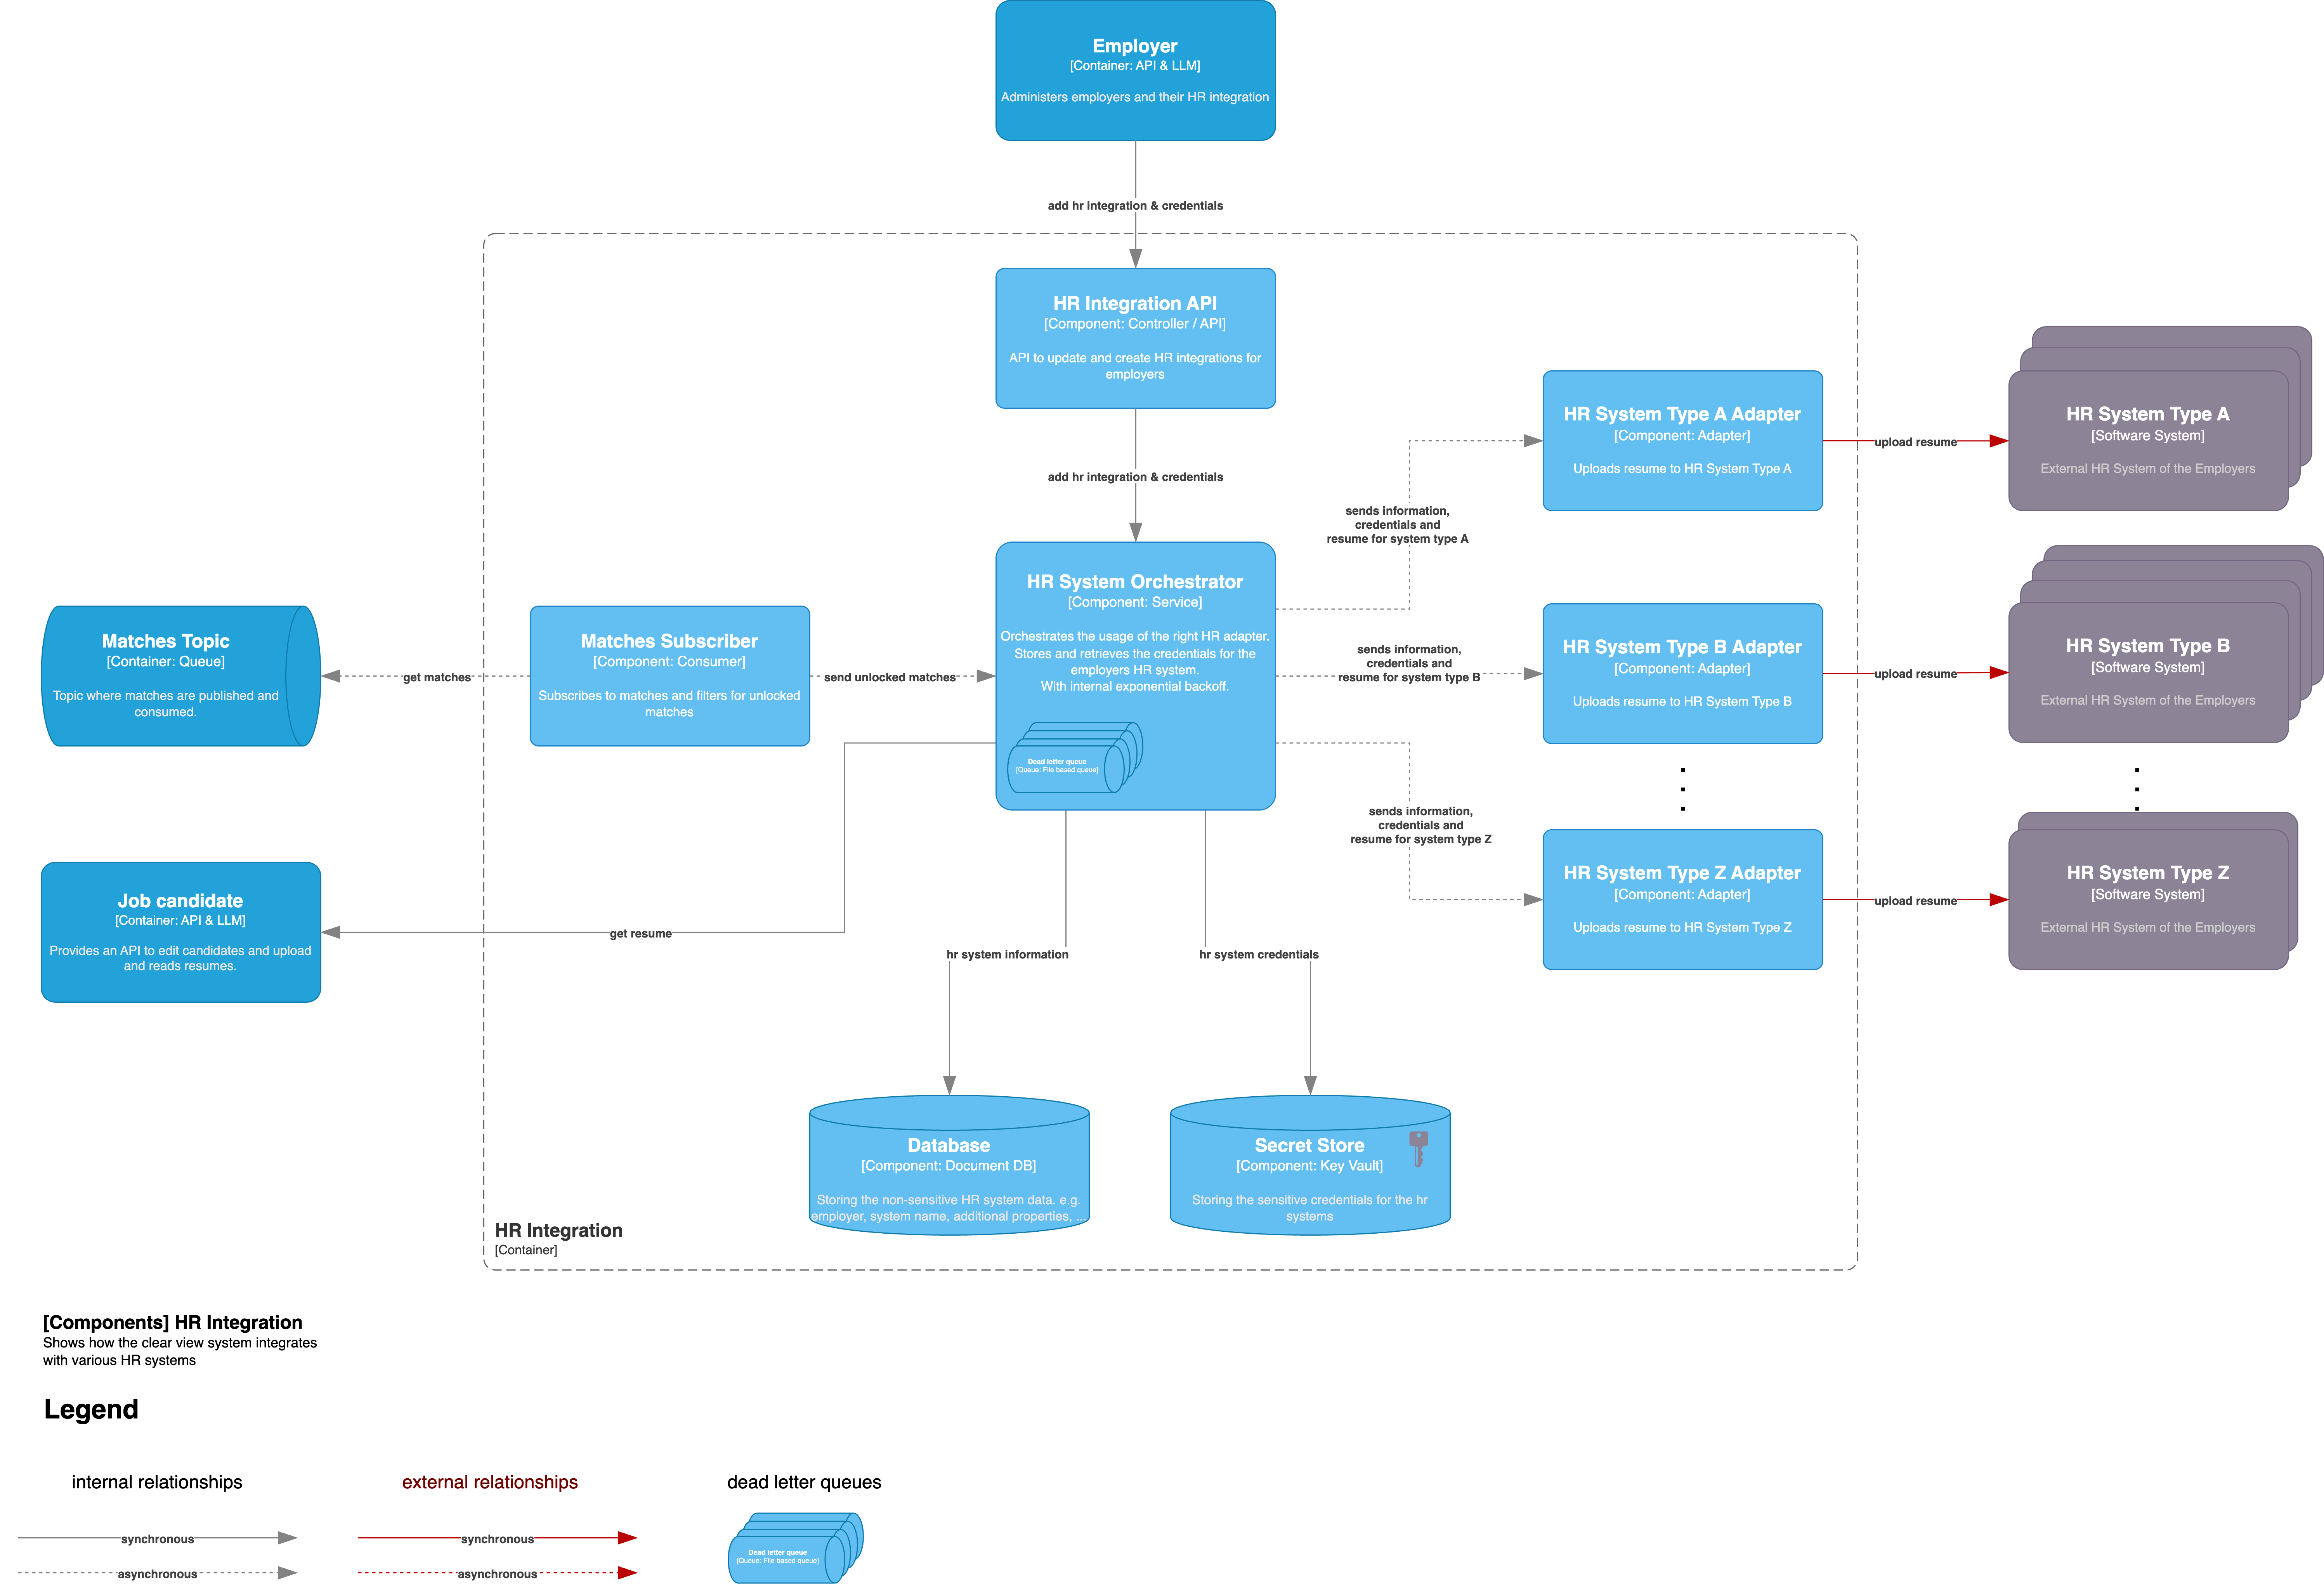 Employer
[Container: API & LLM]
Administers employers and their HR integration
add hr integration & credentials
HR Integration API
[Component: Controller / API]
API to update and create HR integrations for
employers
add hr integration & credentials
HR System Type A Adapter
[Component: Adapter]
Uploads resume to HR System Type A
upload resume
HR System Type A
[Software System]
External HR System of the Employers
sends information,
credentials and
resume for system type A
Matches Topic
[Container: Queue]
Topic where matches are published and
consumed.
get matches
Matches Subscriber
[Component: Consumer]
Subscribes to matches and filters for unlocked
matches
send unlocked matches
HR System Orchestrator
[Component: Service]
Orchestrates the usage of the right HR adapter.
Stores and retrieves the credentials for the
employers HR system.
With internal exponential backoff.
Dead letter queue
[Queue: File based queue]
sends information,
credentials and
resume for system type B
HR System Type B Adapter
[Component: Adapter]
Uploads resume to HR System Type B
upload resume
HR System Type B
[Software System]
External HR System of the Employers
sends information,
credentials and
resume for system type Z
HR System Type Z Adapter
[Component: Adapter]
Uploads resume to HR System Type Z
upload resume
HR System Type Z
[Software System]
External HR System of the Employers
Job candidate
[Container: API & LLM]
Provides an API to edit candidates and upload
and reads resumes.
get resume
hr system information
hr system credentials
Database
[Component: Document DB]
Storing the non-sensitive HR system data. e.g.
employer, system name, additional properties, ...
Secret Store
[Component: Key Vault]
Storing the sensitive credentials for the hr
systems
HR Integration
[Container]
[Components] HR Integration
Shows how the clear view system integrates
with various HR systems
Legend
internal relationships
external relationships
dead letter queues
synchronous
synchronous
asynchronous
asynchronous
Dead letter queue
[Queue: File based queue]